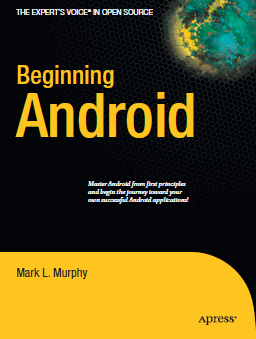 THE EXPERT'S VOICE® IN OPEN SOURCE
Beginning
Android
Master Android from first principles
and begin the journey toward your
own successful Android applications!
Mark L. Murphy
Apress®